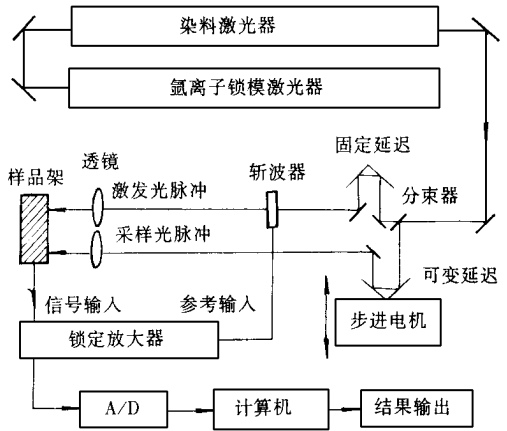 染料激光器
氩离子锁模激光器
固定延迟
透镜
斩波器
样品架
激发光脉冲
分束器
采样光脉冲
可变延迟
信号输入
参考输入
步进电机
锁定放大器
A/D
计算机
结果输出